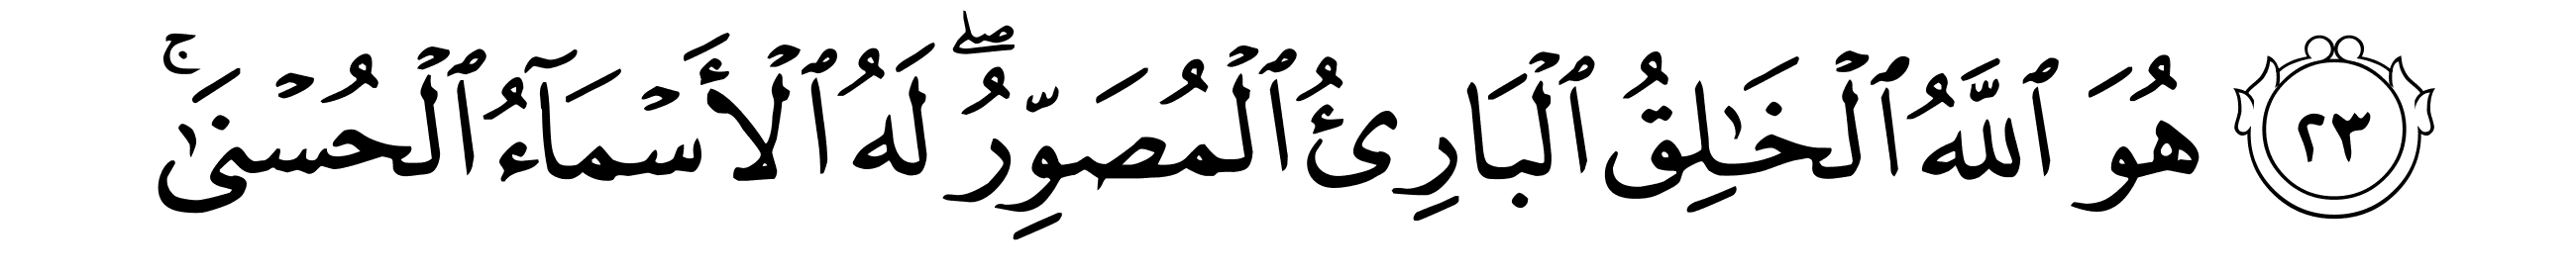 ٢٣ هُوَ ٱللَّهُ ٱلْخَـٰلِقُ ٱلْبَارِئُ ٱلْمُصَوِّرُ ۖ لَهُ ٱلْأَسْمَآءُ ٱلْحُسْنَىٰ ۚ